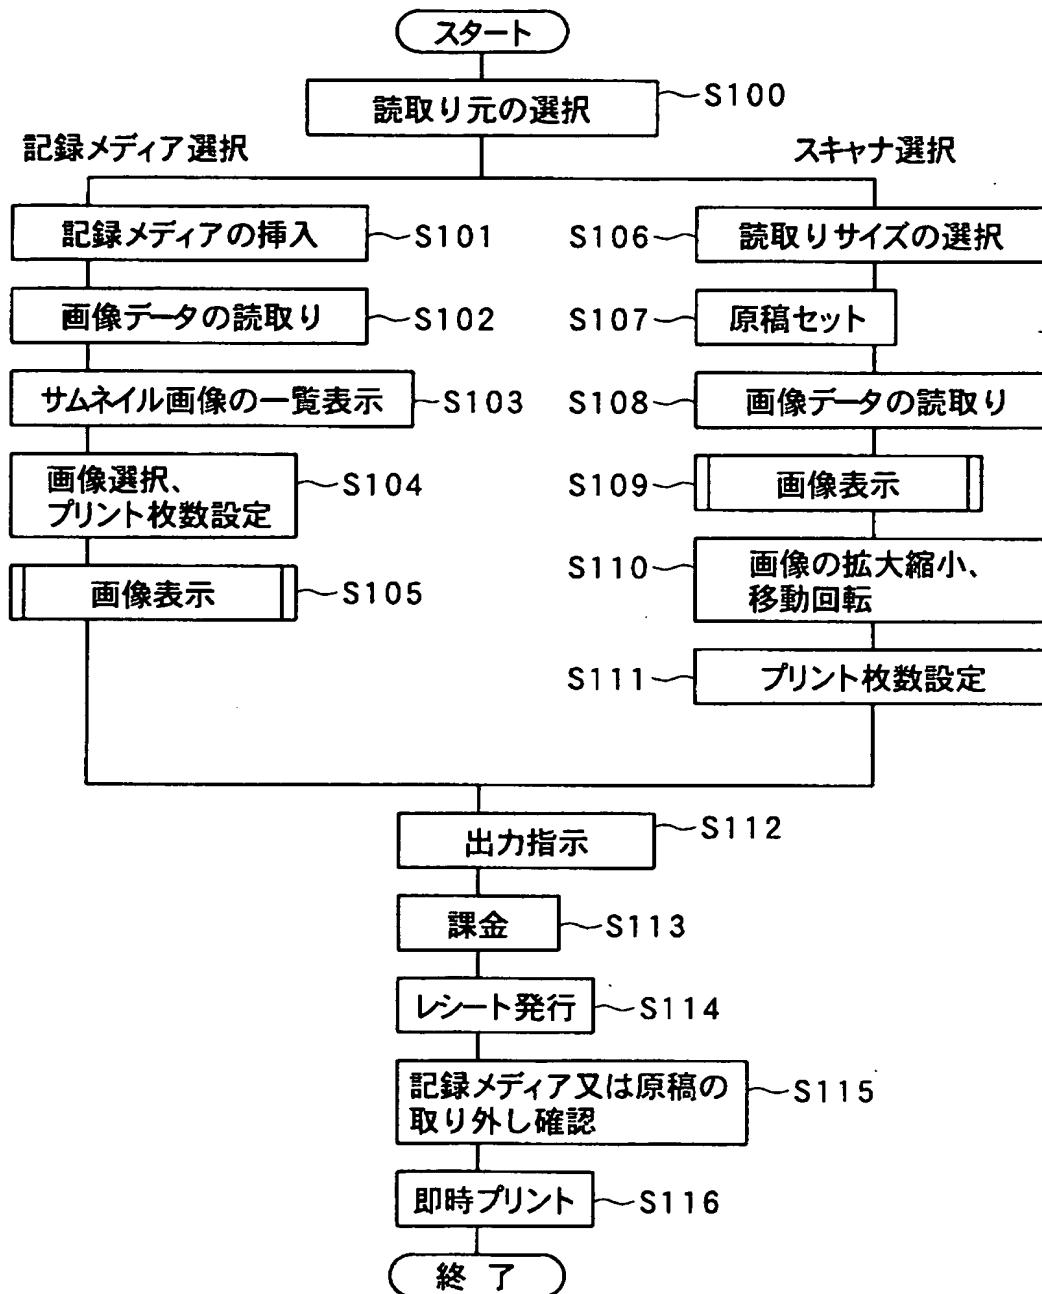 スタート
読取り元の選択
S100
記録メディア選択
スキャナ選択
記録メディアの挿入
S101
画像データの読取り
S102
サムネイル画像の一覧表示
S103
画像選択、
プリント枚数設定
S104
画像表示
S105
S106
読取りサイズの選択
S107
原稿セット
S108
画像データの読取り
S109
画像表示
S110
画像の拡大縮小、
移動回転
S111
プリント枚数設定
出力指示
S112
課金
S113
レシート発行
S114
記録メディア又は原稿の
取り外し確認
S115
即時プリント
S116
終了